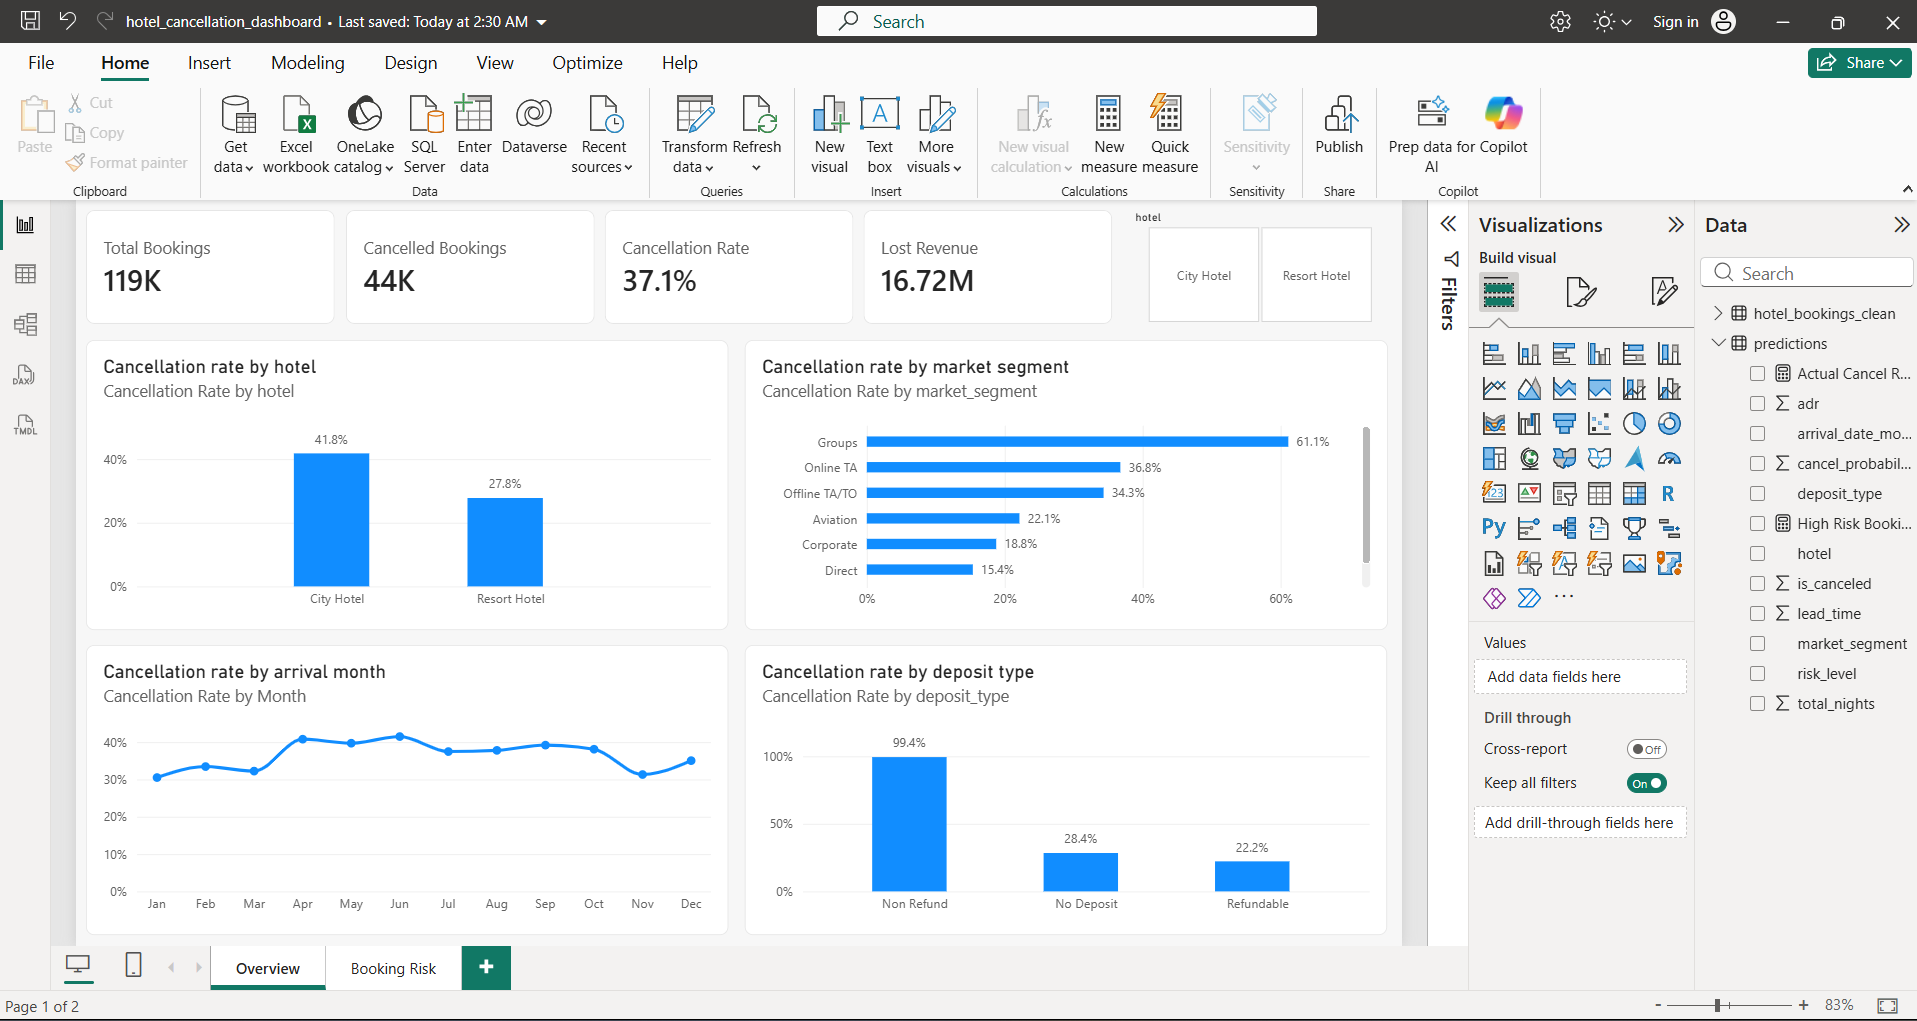 hotel_cancellation_dashboard • Last saved: Today at 2:30 AM
Search
Sign in
File Home Insert Modeling Design View Optimize Help
Share
Paste
Cut
Copy
Format painter
Clipboard
Get data
Excel workbook
OneLake catalog
SQL Server
Enter data
Dataverse
Recent sources
Data
Transform data
Refresh
Queries
New visual
Text box
More visuals
Insert
New visual calculation
New measure
Quick measure
Calculations
Sensitivity
Sensitivity
Publish
Share
Prep data for AI
Copilot
Copilot
Total Bookings
119K
Cancelled Bookings
44K
Cancellation Rate
37.1%
Lost Revenue
16.72M
hotel
City Hotel
Resort Hotel
Cancellation rate by hotel
Cancellation Rate by hotel
41.8%
27.8%
40%
20%
0%
City Hotel Resort Hotel
Cancellation rate by market segment
Cancellation Rate by market_segment
Groups 61.1%
Online TA 36.8%
Offline TA/TO 34.3%
Aviation 22.1%
Corporate 18.8%
Direct 15.4%
0% 20% 40% 60%
Cancellation rate by arrival month
Cancellation Rate by Month
40%
30%
20%
10%
0%
Jan Feb Mar Apr May Jun Jul Aug Sep Oct Nov Dec
Cancellation rate by deposit type
Cancellation Rate by deposit_type
99.4%
28.4%
22.2%
100%
50%
0%
Non Refund No Deposit Refundable
Filters
Visualizations
Build visual
123
R
Py
Values
Add data fields here
Drill through
Cross-report
Off
Keep all filters
On
Add drill-through fields here
Data
Search
hotel_bookings_clean
predictions
Actual Cancel R...
adr
arrival_date_mo...
cancel_probabil...
deposit_type
High Risk Booki...
hotel
is_canceled
lead_time
market_segment
risk_level
total_nights
DAX
TMDL
Overview
Booking Risk
Page 1 of 2
83%